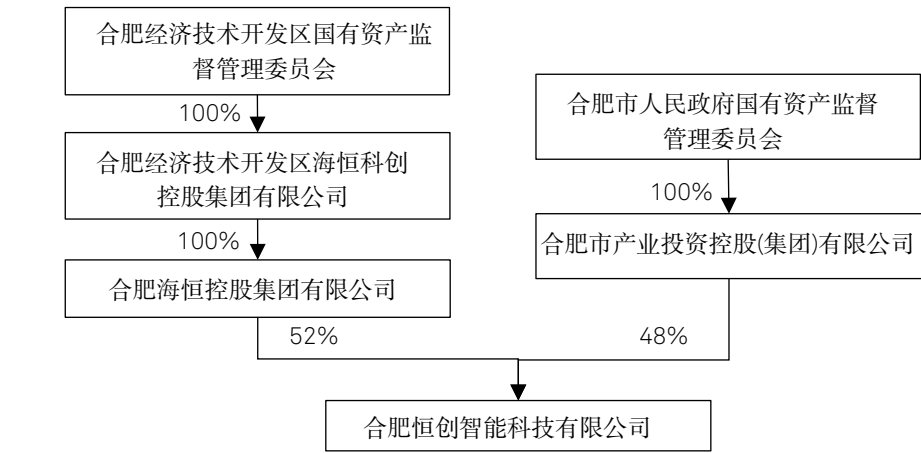 合肥经济技术开发区国有资产监
督管理委员会
100%
合肥经济技术开发区海恒科创
控股集团有限公司
100%
合肥海恒控股集团有限公司
52%
合肥市人民政府国有资产监督
管理委员会
100%
合肥市产业投资控股(集团)有限公司
48%
合肥恒创智能科技有限公司